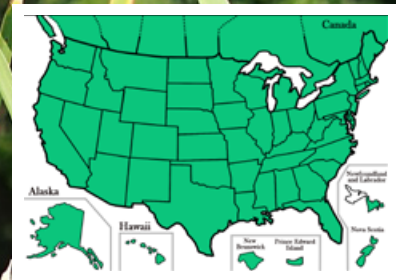 Canada
Newfoundland
and Labrador
Alaska
Hawaii
New
Brunswick
Prince Edward
Island
Nova Scotia